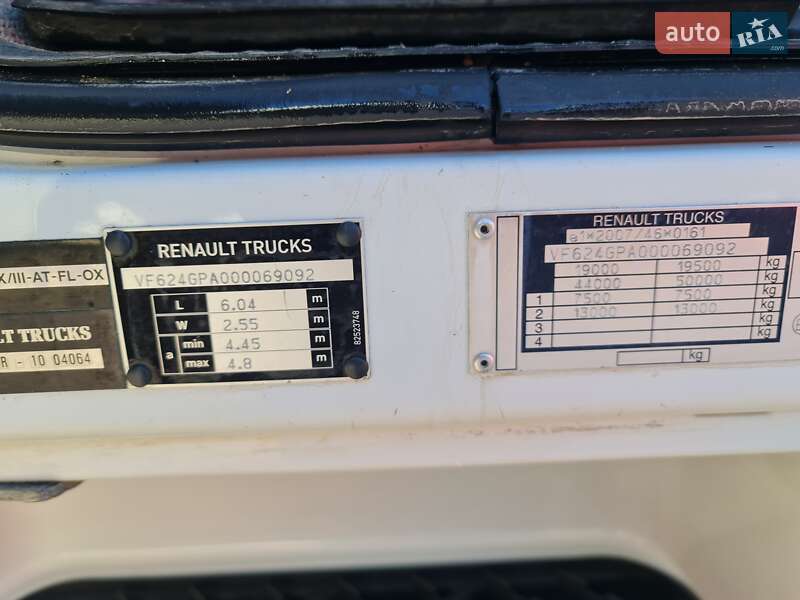 auto RIA.com
X/III-AT-FL-OX
LT TRUCKS
R - 10 04064
RENAULT TRUCKS
VF624GPA000069092
L 6.04 m
W 2.55 m
a min 4.45 m
max 4.8 m
82523748
RENAULT TRUCKS
e1*2007/46*0161
VF624GPA000069092
19000 19500 kg
44000 50000 kg
1 7500 7500 kg
2 13000 13000 kg
3 kg
4
kg